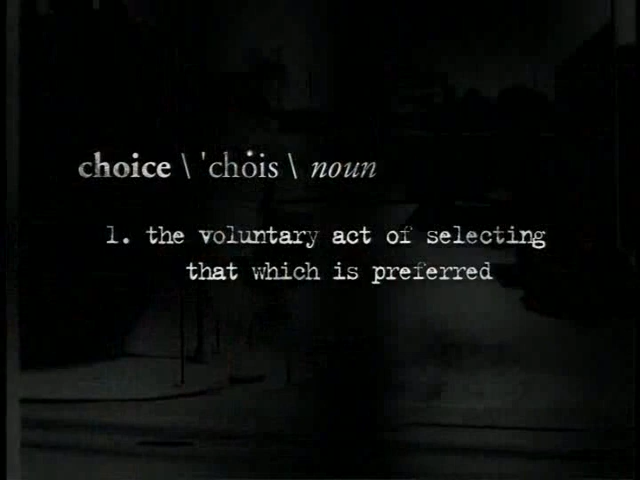 choice \ 'chȯis \ noun
1. the voluntary act of selecting
that which is preferred